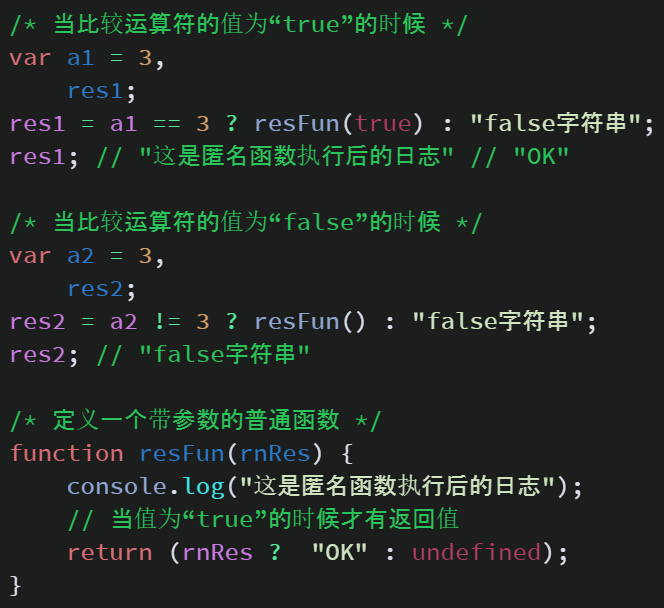 /* 当比较运算符的值为“true”的时候 */
var a1 = 3,
    res1;
res1 = a1 == 3 ? resFun(true) : "false字符串";
res1; // "这是匿名函数执行后的日志" // "OK"

/* 当比较运算符的值为“false”的时候 */
var a2 = 3,
    res2;
res2 = a2 != 3 ? resFun() : "false字符串";
res2; // "false字符串"

/* 定义一个带参数的普通函数 */
function resFun(rnRes) {
    console.log("这是匿名函数执行后的日志");
    // 当值为“true”的时候才有返回值
    return (rnRes ?  "OK" : undefined);
}